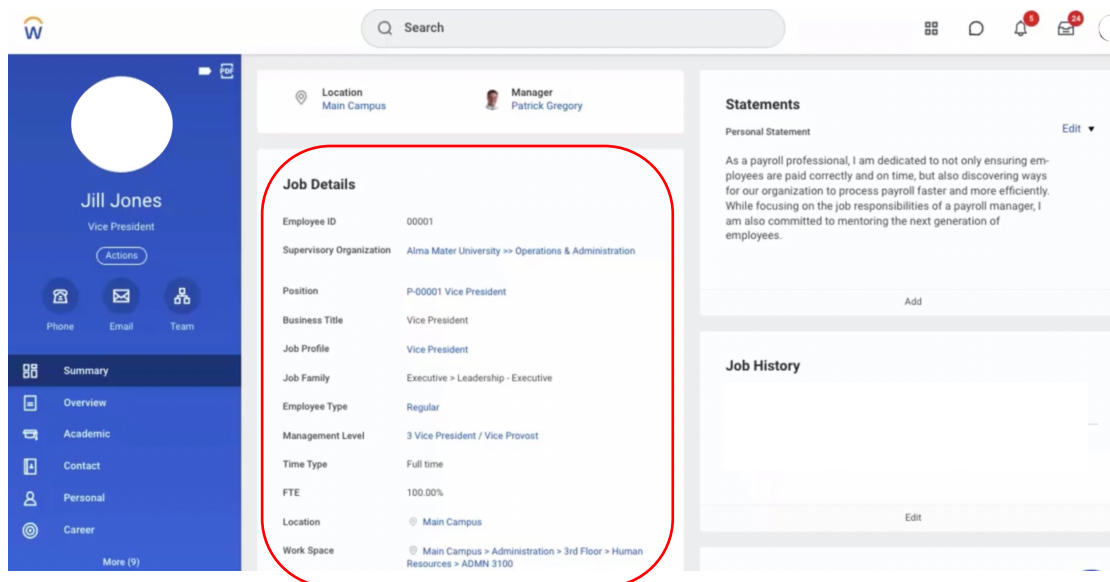 W
Search
5
24
PDF
Jill Jones
Vice President
Actions
Phone Email Team
Summary
Overview
Academic
Contact
Personal
Career
More (9)
Location
Main Campus
Manager
Patrick Gregory
Job Details
Employee ID 00001
Supervisory Organization Alma Mater University >> Operations & Administration
Position P-00001 Vice President
Business Title Vice President
Job Profile Vice President
Job Family Executive > Leadership - Executive
Employee Type Regular
Management Level 3 Vice President / Vice Provost
Time Type Full time
FTE 100.00%
Location Main Campus
Work Space Main Campus > Administration > 3rd Floor > Human
Resources > ADMN 3100
Statements
Personal Statement
Edit
As a payroll professional, I am dedicated to not only ensuring em-
ployees are paid correctly and on time, but also discovering ways
for our organization to process payroll faster and more efficiently.
While focusing on the job responsibilities of a payroll manager, I
am also committed to mentoring the next generation of
employees.
Add
Job History
Edit